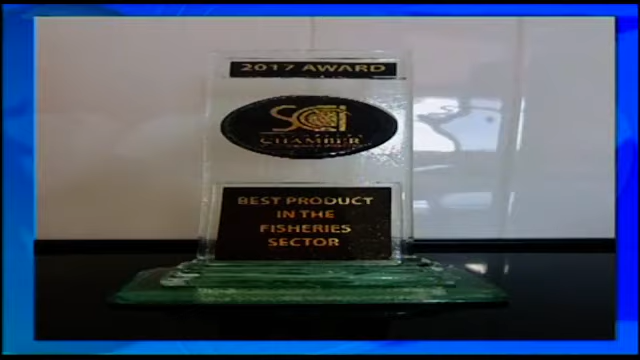 2017 AWARD
SCCi
CHAMBER
BEST PRODUCT
IN THE
FISHERIES
SECTOR